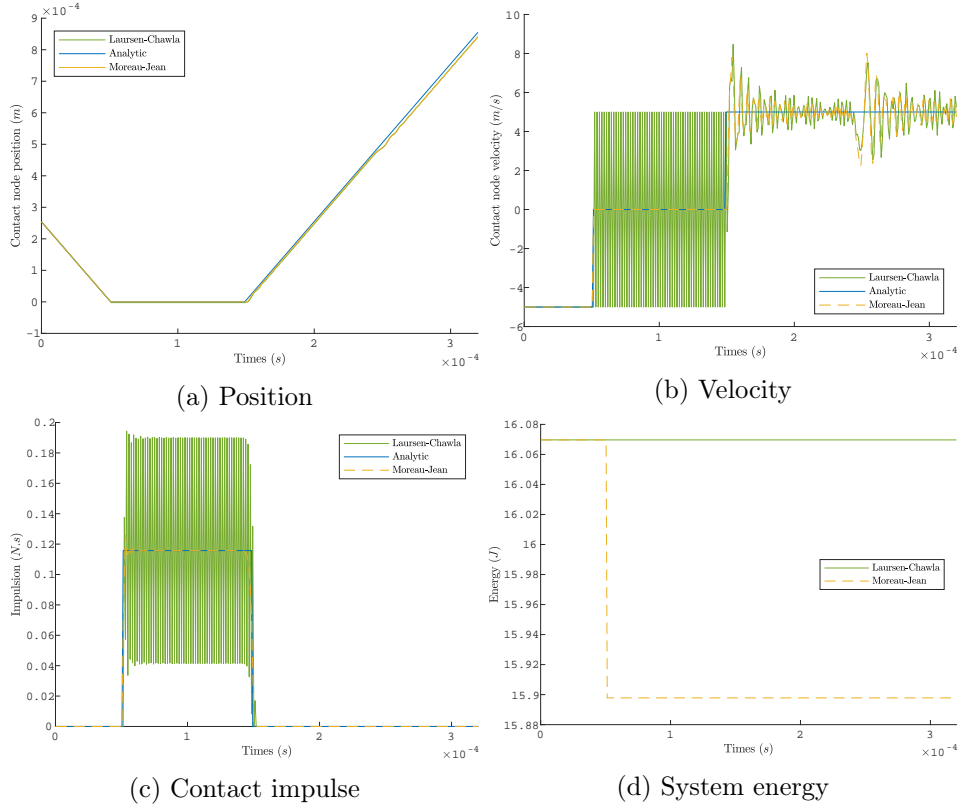 ×10⁻⁴
9
8
7
6
5
4
3
2
1
0
-1
Contact node position (m)
Laursen-Chawla
Analytic
Moreau-Jean
0
1
2
3
Times (s)
×10⁻⁴
(a) Position
10
8
6
4
2
0
-2
-4
-6
Contact node velocity (m/s)
Laursen-Chawla
Analytic
Moreau-Jean
0
1
2
3
Times (s)
×10⁻⁴
(b) Velocity
0.2
0.18
0.16
0.14
0.12
0.1
0.08
0.06
0.04
0.02
0
Impulsion (N.s)
Laursen-Chawla
Analytic
Moreau-Jean
0
1
2
3
Times (s)
×10⁻⁴
(c) Contact impulse
16.08
16.06
16.04
16.02
16
15.98
15.96
15.94
15.92
15.9
15.88
Energy (J)
Laursen-Chawla
Moreau-Jean
0
1
2
3
Times (s)
×10⁻⁴
(d) System energy